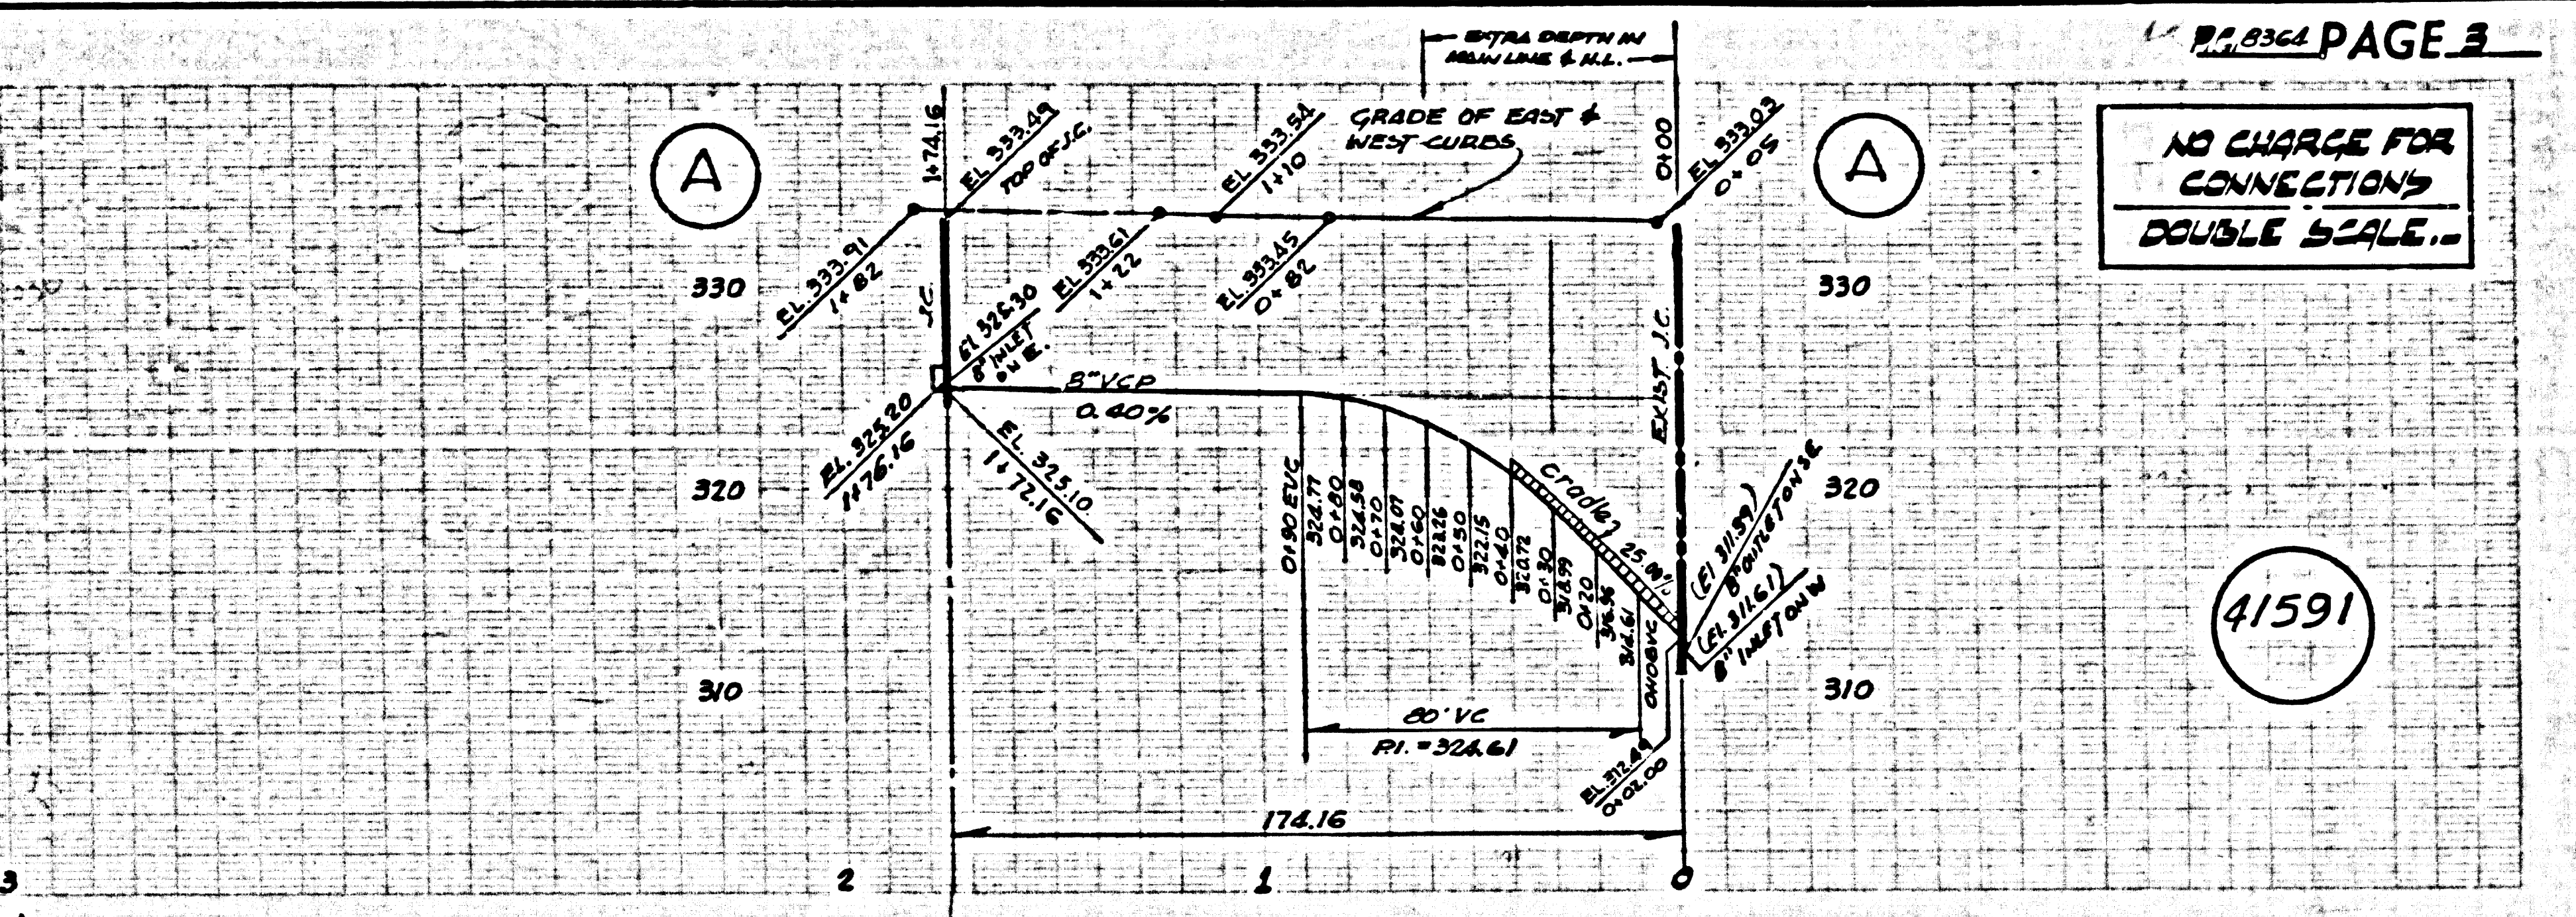 P.G. 8364 PAGE 3
EXTRA DEPTH IN
MAIN LINE & H.L.
NO CHARGE FOR
CONNECTIONS
DOUBLE SCALE
A
1+74.16
EL 333.49
TOP OF J.C.
EL 333.54
1+10
GRADE OF EAST &
WEST CURBS
0+00
EL 333.03
0+05
A
EL. 333.91
1+82
EL 333.61
1+22
EL. 333.45
0+82
330
330
J.C.
EXIST. J.C.
El 325.30
8" INLET
ON E.
8" VCP
0.40%
EL. 325.20
1+76.16
EL. 325.10
1+72.16
320
320
0+90 EVC
324.77
0+80
324.58
0+70
324.07
0+60
323.26
0+50
322.15
0+40
320.72
0+30
318.99
0+20
316.96
314.61
0+10 BVC
Cradle
25.00%
(El 311.59)
8" OUTLET ON SE
(El. 311.61)
8" INLET ON W
41591
310
310
80' VC
P.I. = 324.61
EL. 312.49
0+02.00
174.16
3
2
1
0